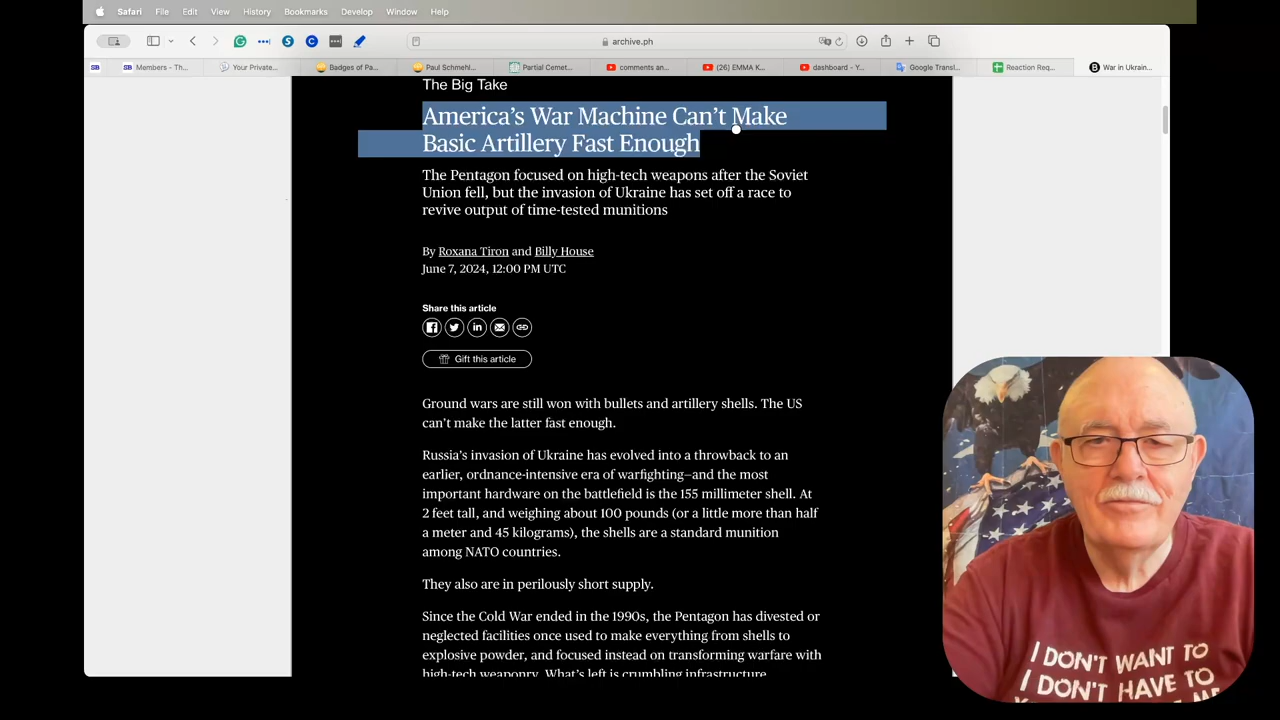 Safari File Edit View History Bookmarks Develop Window Help
archive.ph
SB Members - Th... Your Private... Badges of Pa... Paul Schmehl... Partial Cemet... comments an... (26) EMMA K... dashboard - Y... Google Transl... Reaction Req... War in Ukrain...
The Big Take
America's War Machine Can't Make
Basic Artillery Fast Enough
The Pentagon focused on high-tech weapons after the Soviet
Union fell, but the invasion of Ukraine has set off a race to
revive output of time-tested munitions
By Roxana Tiron and Billy House
June 7, 2024, 12:00 PM UTC
Share this article
Gift this article
Ground wars are still won with bullets and artillery shells. The US
can't make the latter fast enough.
Russia's invasion of Ukraine has evolved into a throwback to an
earlier, ordnance-intensive era of warfighting—and the most
important hardware on the battlefield is the 155 millimeter shell. At
2 feet tall, and weighing about 100 pounds (or a little more than half
a meter and 45 kilograms), the shells are a standard munition
among NATO countries.
They also are in perilously short supply.
Since the Cold War ended in the 1990s, the Pentagon has divested or
neglected facilities once used to make everything from shells to
explosive powder, and focused instead on transforming warfare with
high-tech weaponry. What's left is crumbling infrastructure
I DON'T WANT TO
I DON'T HAVE TO